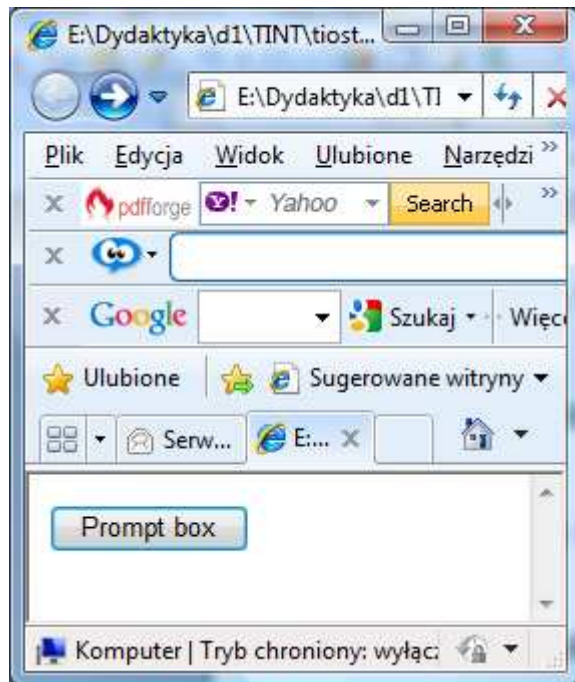 E:\Dydaktyka\d1\TINT\tiost...
E:\Dydaktyka\d1\TI
Plik Edycja Widok Ulubione Narzędzi »
x pdfforge Y! Yahoo Search »
x
x Google Szukaj Więc
Ulubione Sugerowane witryny
Serw... E:... x
Prompt box
Komputer | Tryb chroniony: wyłąc: